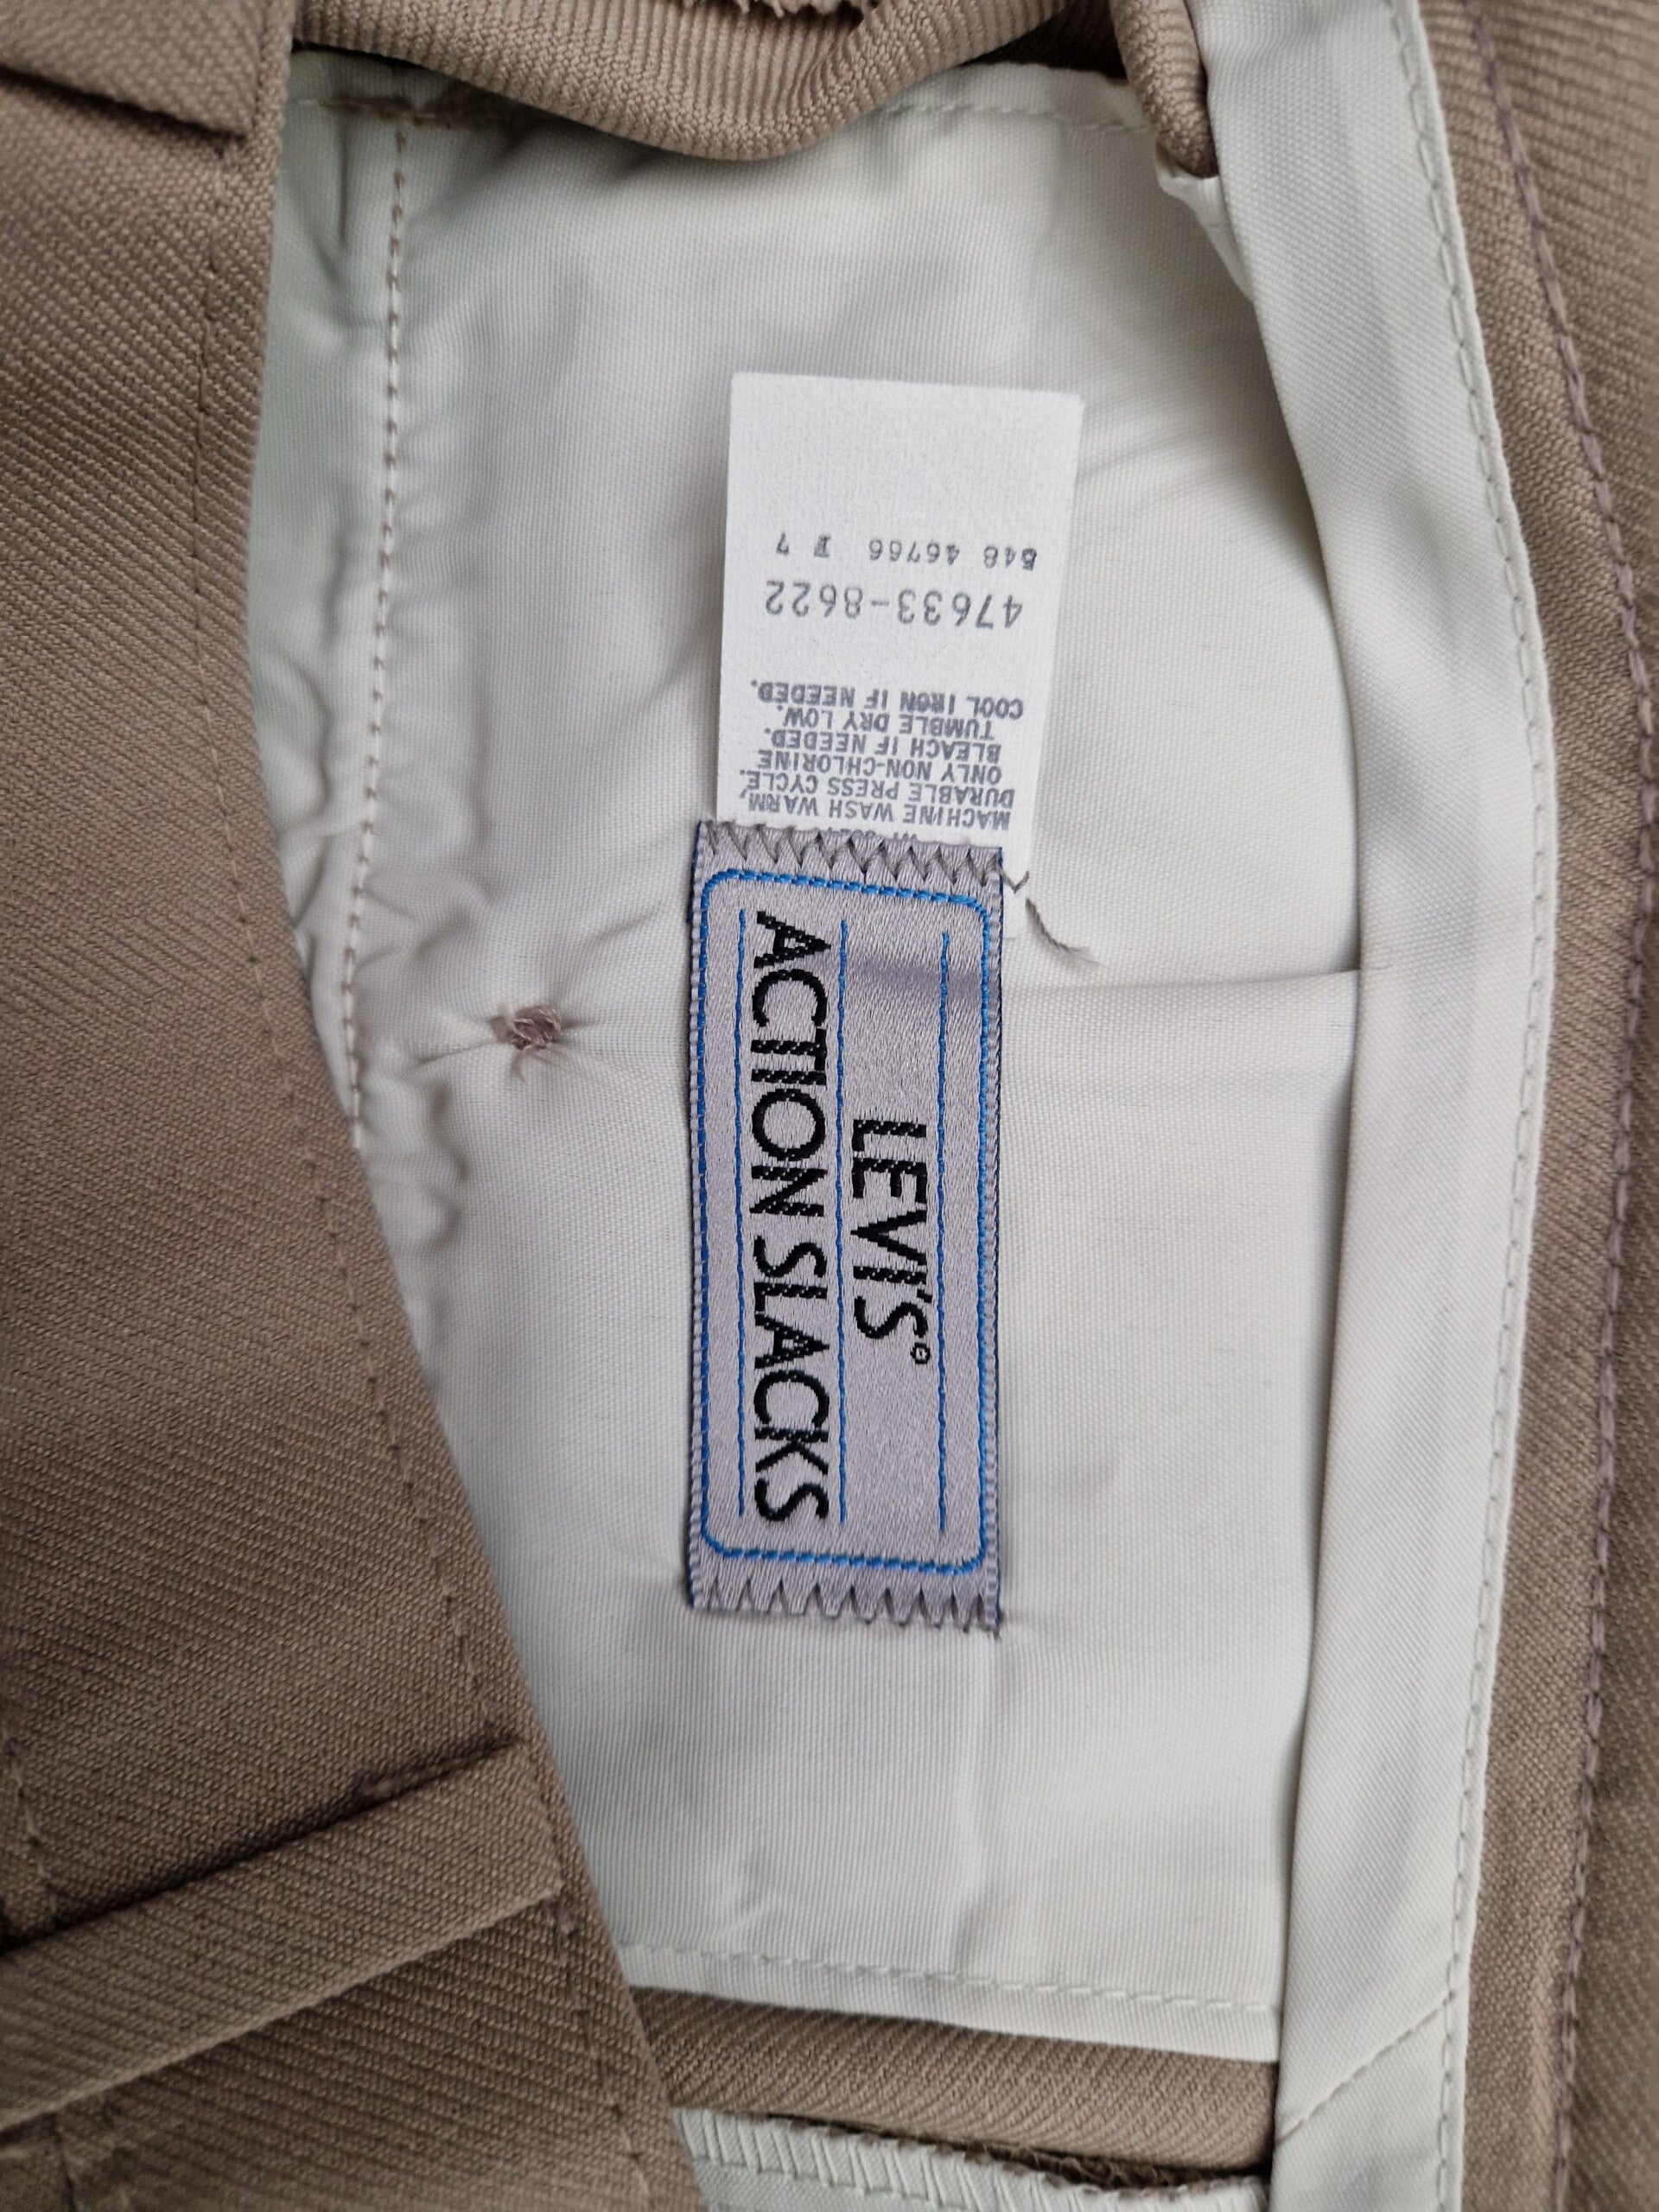 LEVI'S®
ACTION SLACKS
MACHINE WASH WARM,
DURABLE PRESS CYCLE.
ONLY NON-CHLORINE
BLEACH IF NEEDED.
TUMBLE DRY LOW.
COOL IRON IF NEEDED.
47633-8622
548 46766 F 7